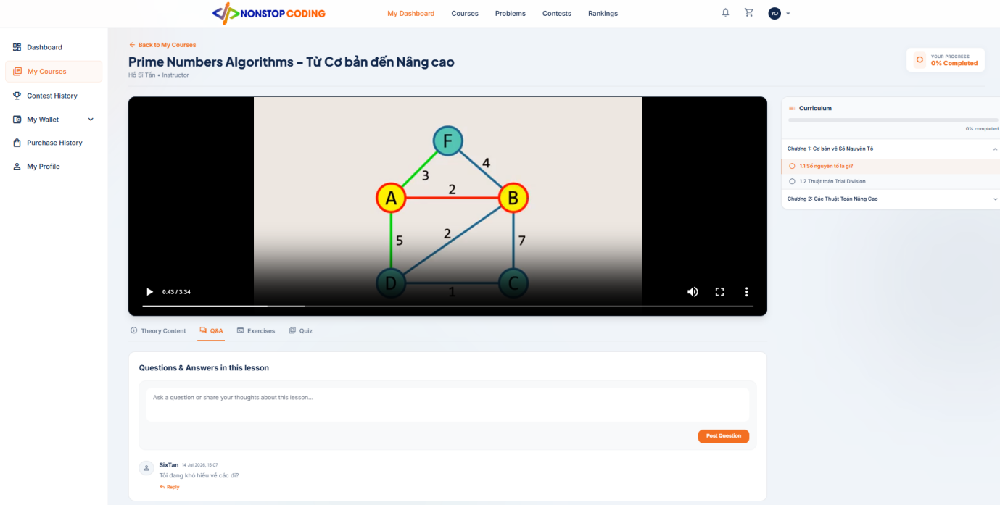 NONSTOP CODING
My Dashboard
Courses
Problems
Contests
Rankings
YO
Dashboard
My Courses
Contest History
My Wallet
Purchase History
My Profile
Back to My Courses
Prime Numbers Algorithms – Từ Cơ bản đến Nâng cao
Hồ Sĩ Tấn • Instructor
YOUR PROGRESS
0% Completed
F
3
4
A
2
B
5
2
7
D
1
C
0:43 / 3:34
Curriculum
0% completed
Chương 1: Cơ bản về Số Nguyên Tố
1.1 Số nguyên tố là gì?
1.2 Thuật toán Trial Division
Chương 2: Các Thuật Toán Nâng Cao
Theory Content
Q&A
Exercises
Quiz
Questions & Answers in this lesson
Ask a question or share your thoughts about this lesson...
Post Question
SixTan 14 Jul 2026, 15:07
Tôi đang khó hiểu về các đi?
Reply